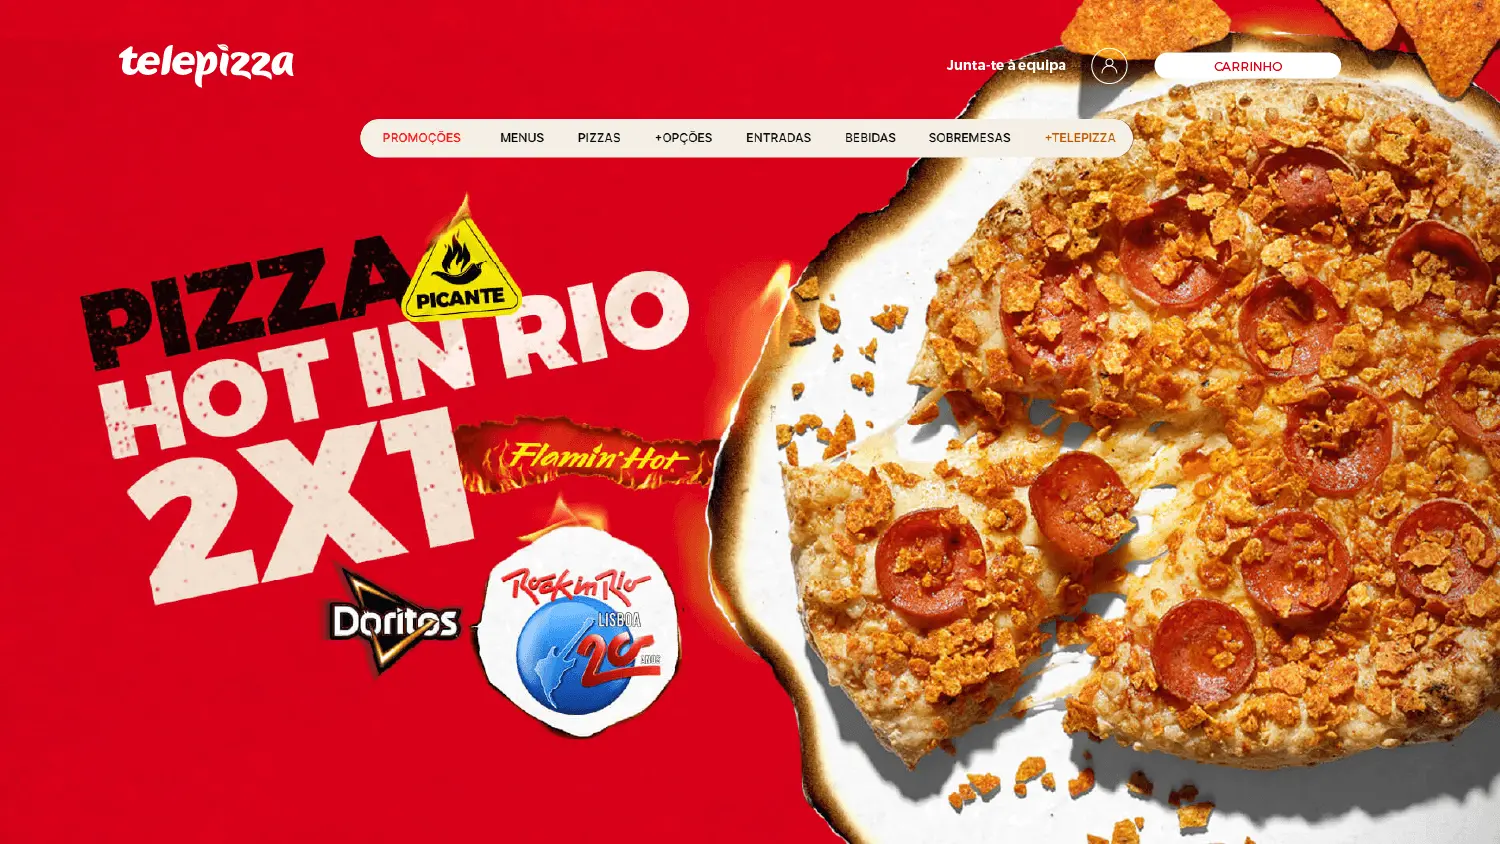 telepizza
Junta-te à equipa
CARRINHO
PROMOÇÕES MENUS PIZZAS +OPÇÕES ENTRADAS BEBIDAS SOBREMESAS +TELEPIZZA
PIZZA
PICANTE
HOT IN RIO
2X1
Flamin' Hot
Doritos
Rock in Rio
LISBOA
20
ANOS